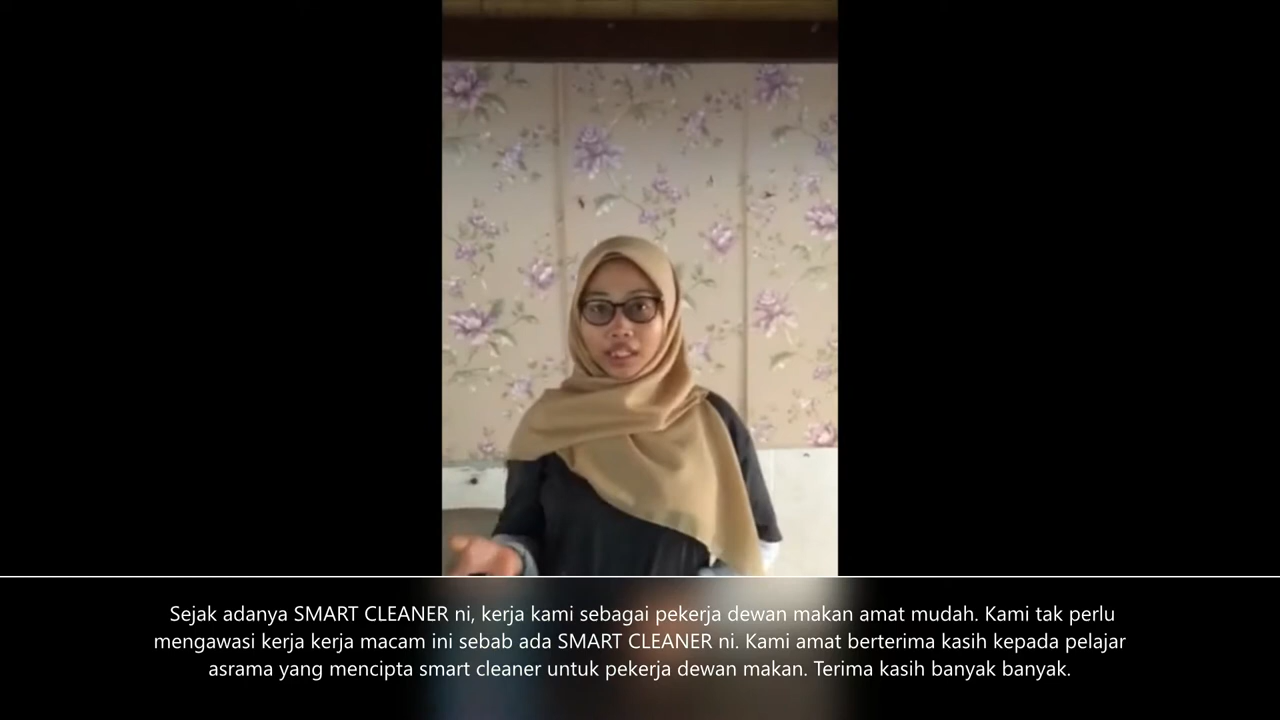 Sejak adanya SMART CLEANER ni, kerja kami sebagai pekerja dewan makan amat mudah. Kami tak perlu
mengawasi kerja kerja macam ini sebab ada SMART CLEANER ni. Kami amat berterima kasih kepada pelajar
asrama yang mencipta smart cleaner untuk pekerja dewan makan. Terima kasih banyak banyak.